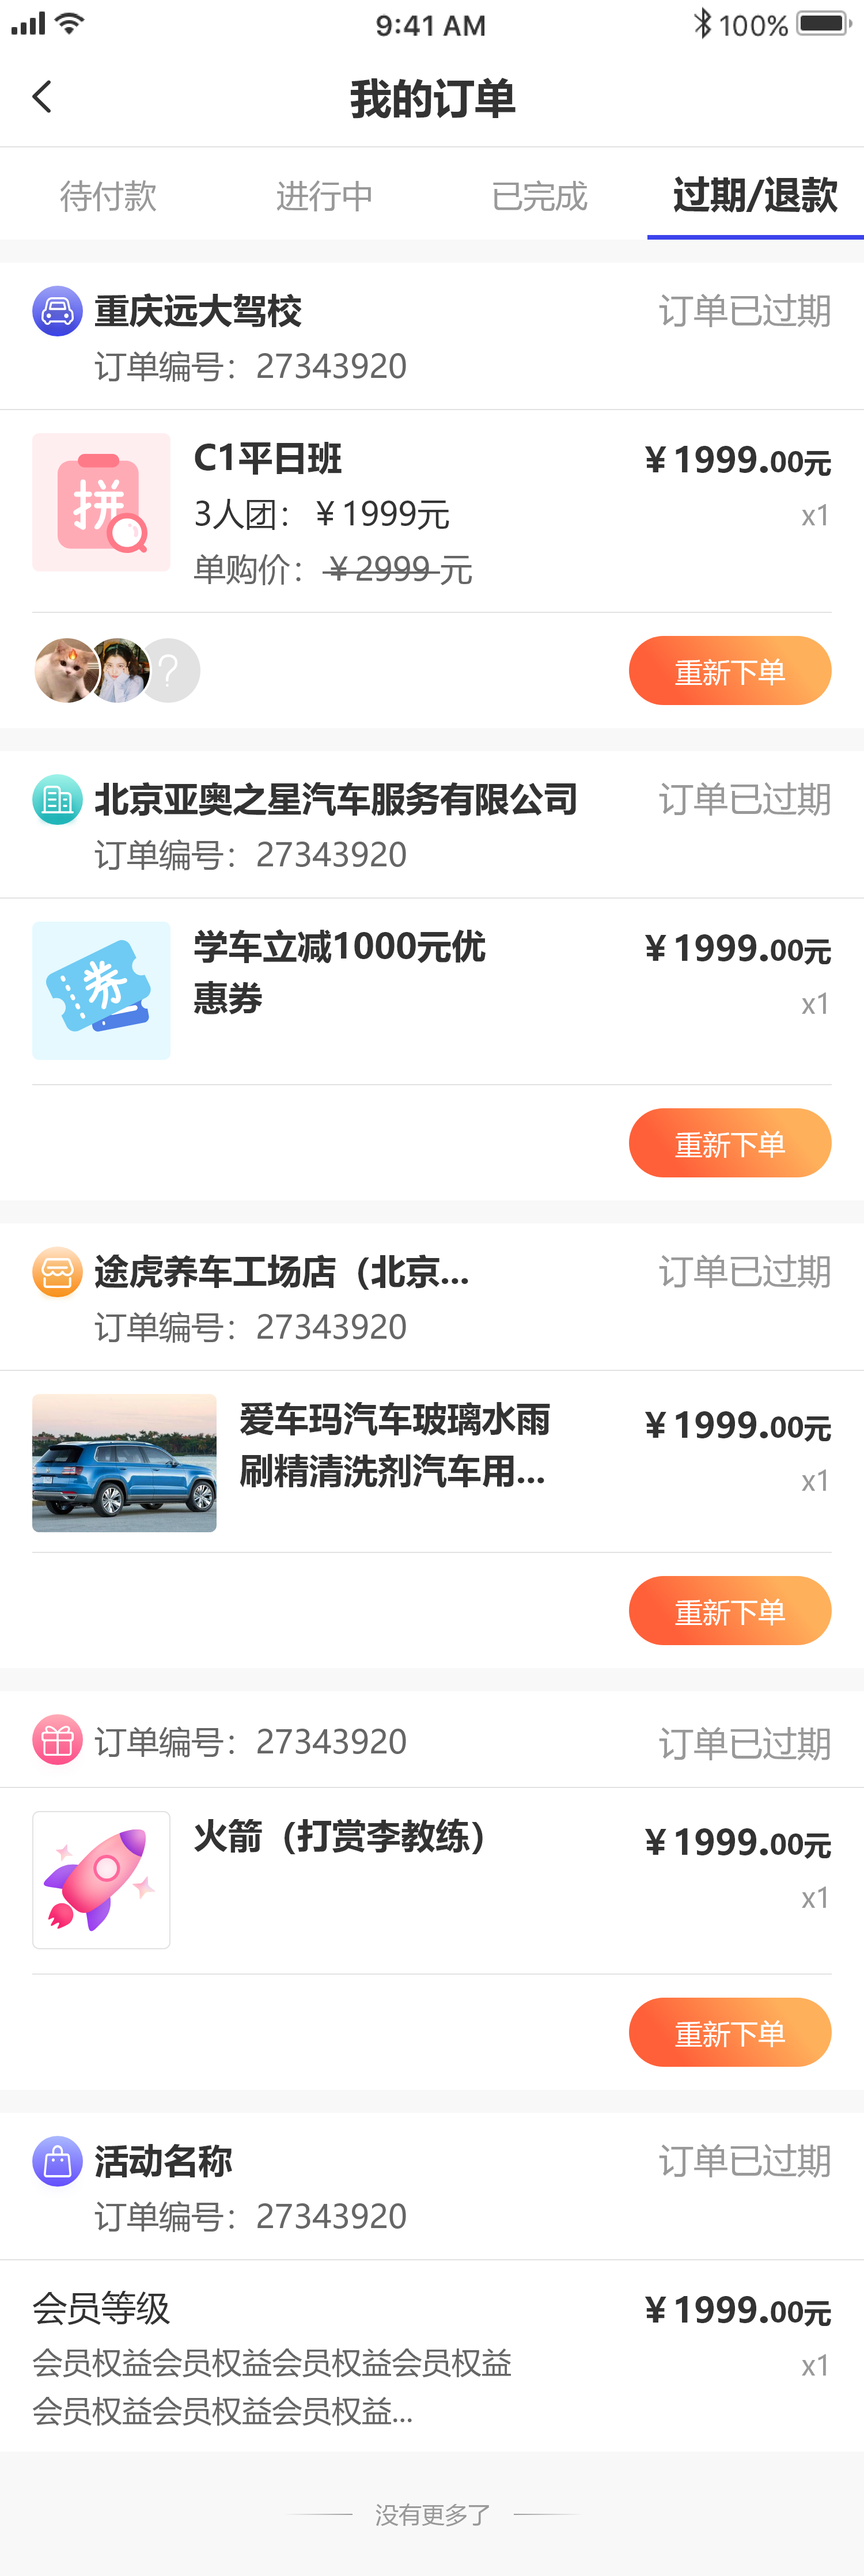 9:41 AM
100%
我的订单
待付款
进行中
已完成
过期/退款
重庆远大驾校
订单已过期
订单编号：27343920
拼
C1平日班
¥1999.00元
3人团：¥1999元
x1
单购价：¥2999元
?
重新下单
北京亚奥之星汽车服务有限公司
订单已过期
订单编号：27343920
券
学车立减1000元优
惠券
¥1999.00元
x1
重新下单
途虎养车工场店（北京...
订单已过期
订单编号：27343920
爱车玛汽车玻璃水雨
刷精清洗剂汽车用...
¥1999.00元
x1
重新下单
订单编号：27343920
订单已过期
火箭（打赏李教练）
¥1999.00元
x1
重新下单
活动名称
订单已过期
订单编号：27343920
会员等级
¥1999.00元
会员权益会员权益会员权益会员权益
x1
会员权益会员权益会员权益...
没有更多了